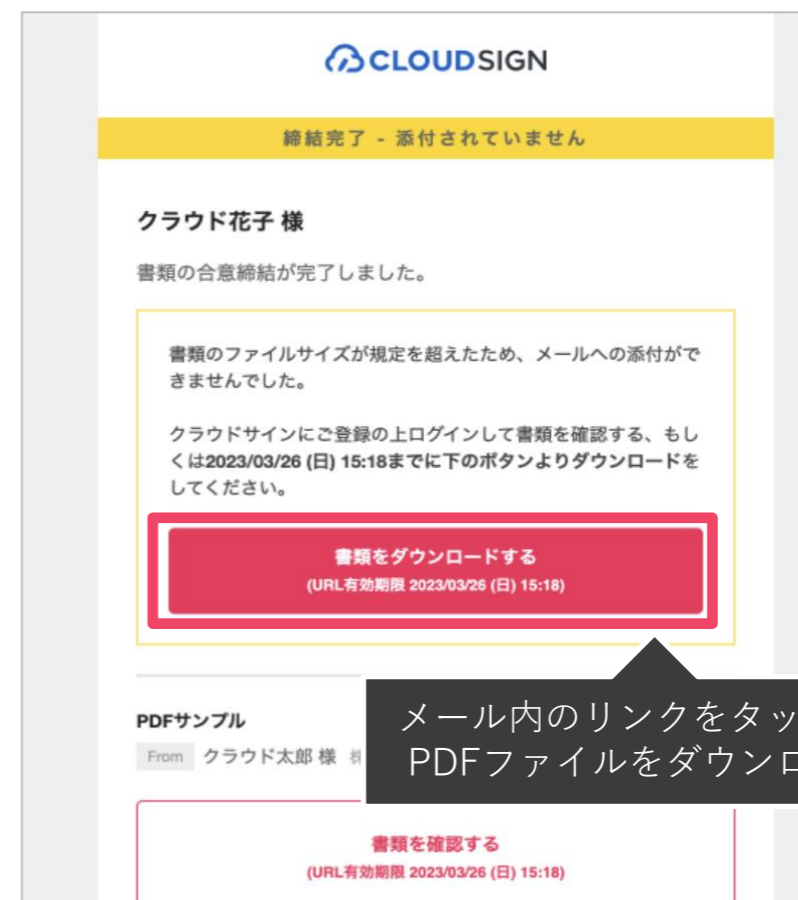 CLOUDSIGN
締結完了 - 添付されていません
クラウド花子 様
書類の合意締結が完了しました。
書類のファイルサイズが規定を超えたため、メールへの添付がで
きませんでした。
クラウドサインにご登録の上ログインして書類を確認する、もし
くは2023/03/26 (日) 15:18までに下のボタンよりダウンロードを
してください。
書類をダウンロードする
(URL有効期限 2023/03/26 (日) 15:18)
メール内のリンクをタッ
PDFファイルをダウンロ
PDFサンプル
From クラウド太郎 様
書類を確認する
(URL有効期限 2023/03/26 (日) 15:18)